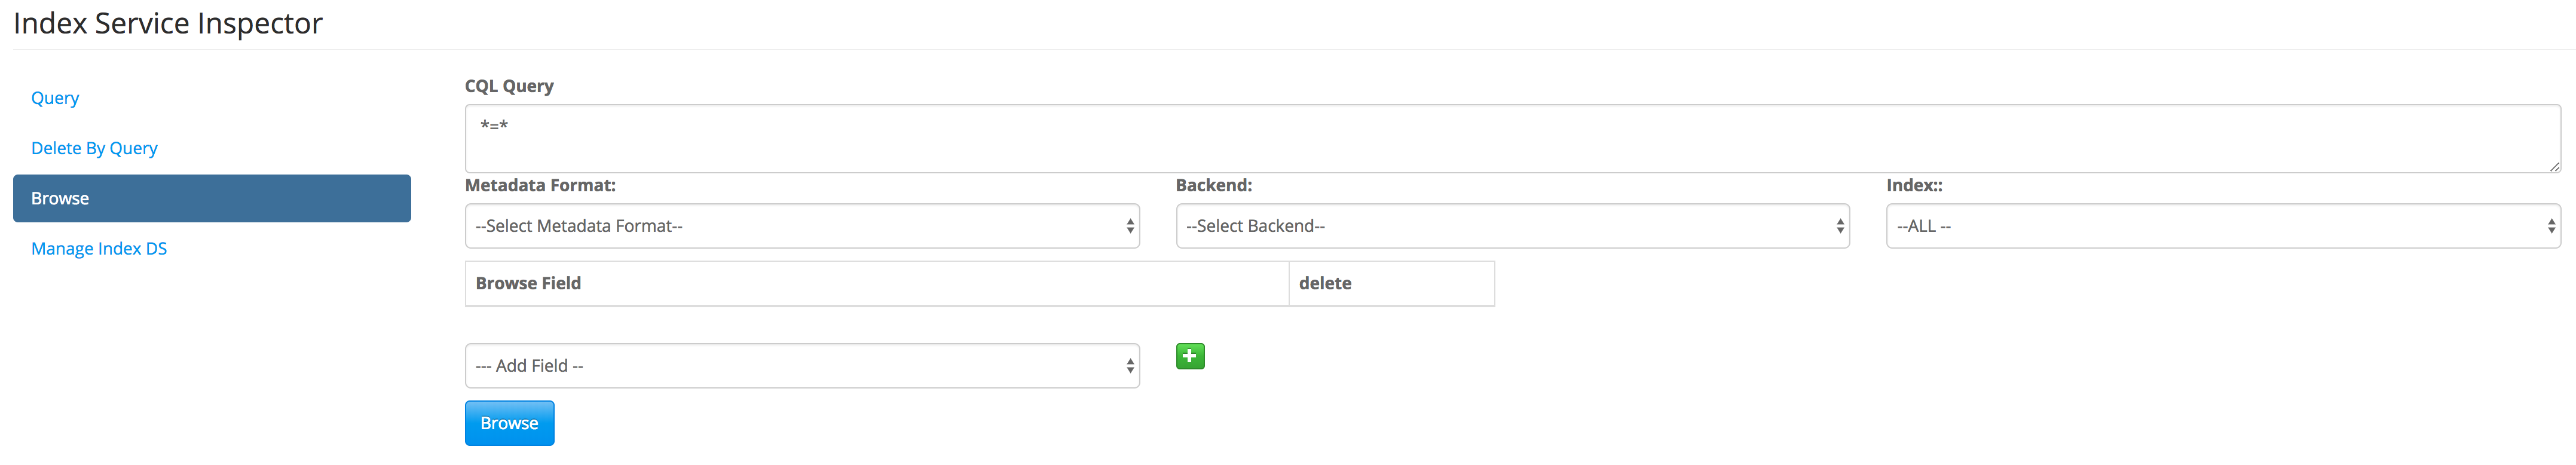 Index Service Inspector
Query
Delete By Query
Browse
Manage Index DS
CQL Query
*=*
Metadata Format: Backend: Index::
--Select Metadata Format-- --Select Backend-- --ALL --
Browse Field delete
--- Add Field --
Browse